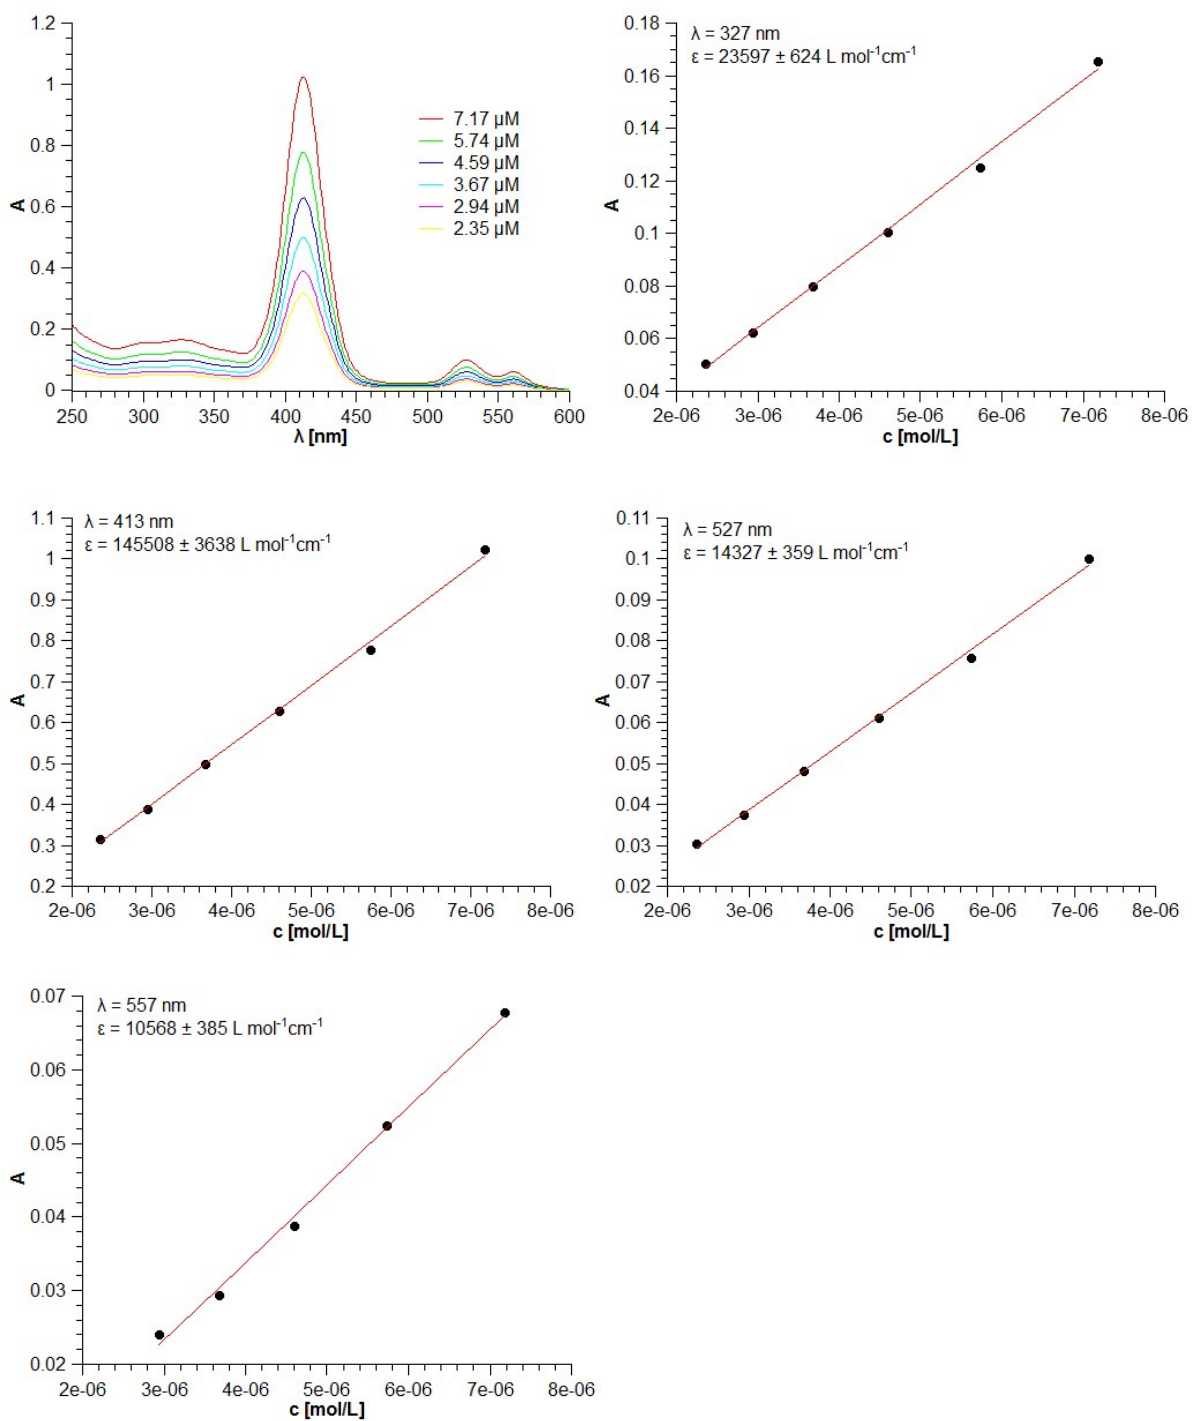 1.2
1
0.8
0.6
0.4
0.2
0
A
250 300 350 400 450 500 550 600
λ [nm]
7.17 µM
5.74 µM
4.59 µM
3.67 µM
2.94 µM
2.35 µM
λ = 327 nm
ε = 23597 ± 624 L mol⁻¹cm⁻¹
0.18
0.16
0.14
0.12
0.1
0.08
0.06
0.04
A
2e-06 3e-06 4e-06 5e-06 6e-06 7e-06 8e-06
c [mol/L]
λ = 413 nm
ε = 145508 ± 3638 L mol⁻¹cm⁻¹
1.1
1
0.9
0.8
0.7
0.6
0.5
0.4
0.3
0.2
A
2e-06 3e-06 4e-06 5e-06 6e-06 7e-06 8e-06
c [mol/L]
λ = 527 nm
ε = 14327 ± 359 L mol⁻¹cm⁻¹
0.11
0.1
0.09
0.08
0.07
0.06
0.05
0.04
0.03
0.02
A
2e-06 3e-06 4e-06 5e-06 6e-06 7e-06 8e-06
c [mol/L]
λ = 557 nm
ε = 10568 ± 385 L mol⁻¹cm⁻¹
0.07
0.06
0.05
0.04
0.03
0.02
A
2e-06 3e-06 4e-06 5e-06 6e-06 7e-06 8e-06
c [mol/L]